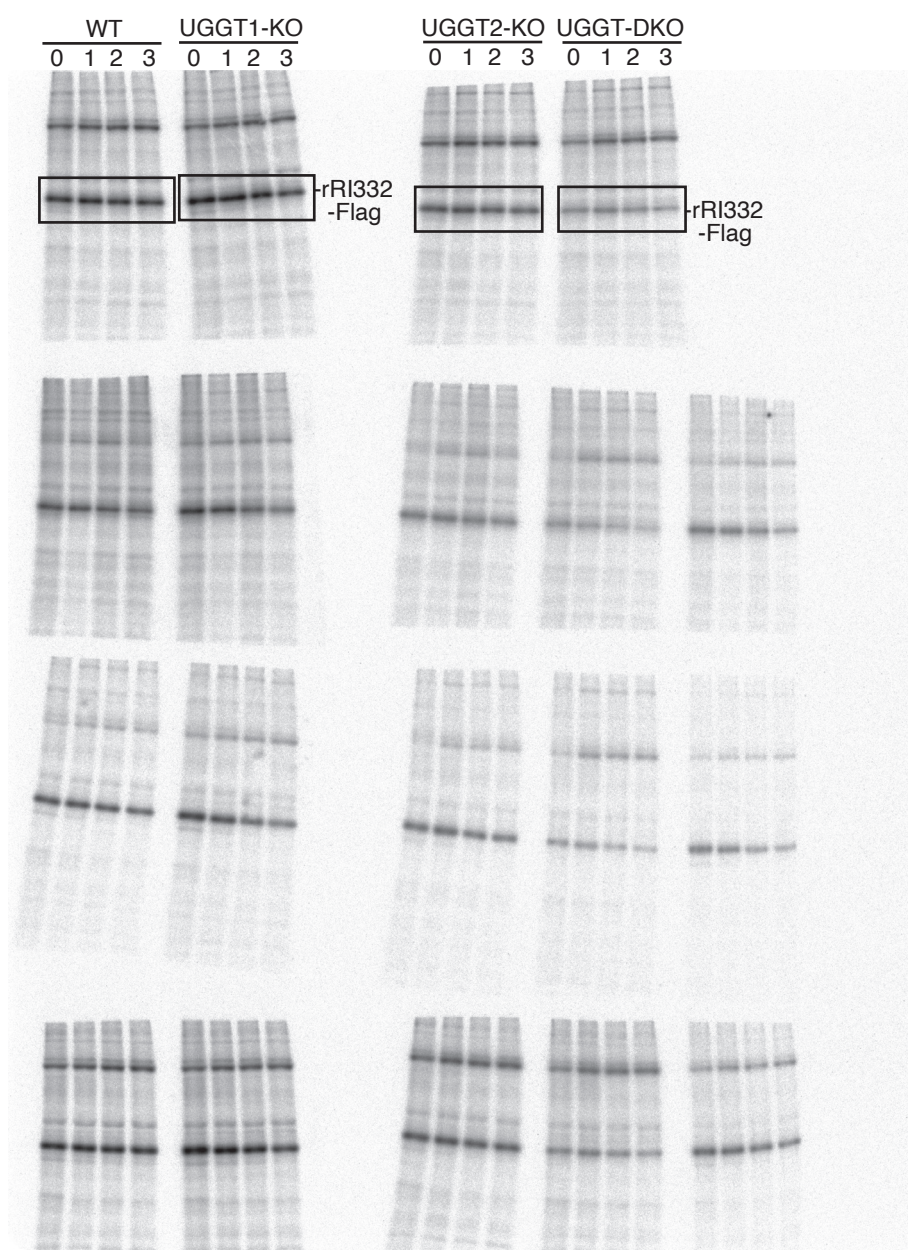 WT UGGT1-KO UGGT2-KO UGGT-DKO
0 1 2 3 0 1 2 3 0 1 2 3 0 1 2 3
-rRI332
-Flag
-rRI332
-Flag